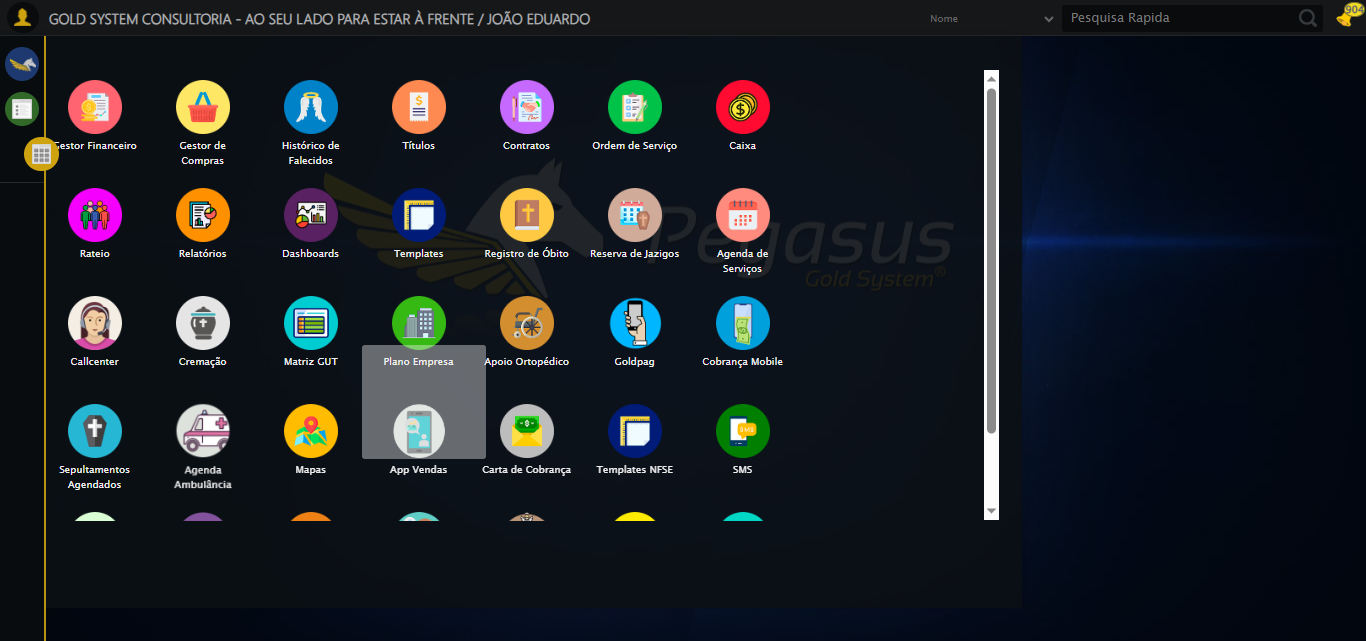 GOLD SYSTEM CONSULTORIA - AO SEU LADO PARA ESTAR À FRENTE / JOÃO EDUARDO
Nome
Pesquisa Rapida
904
Gestor Financeiro
Gestor de
Compras
Histórico de
Falecidos
Títulos
Contratos
Ordem de Serviço
Caixa
Rateio
Relatórios
Dashboards
Templates
Registro de Óbito
Reserva de Jazigos
Agenda de
Serviços
Pegasus
Gold System®
Callcenter
Cremação
Matriz GUT
Plano Empresa
Apoio Ortopédico
Goldpag
Cobrança Mobile
Sepultamentos
Agendados
Agenda
Ambulância
Mapas
App Vendas
Carta de Cobrança
Templates NFSE
SMS
SMS